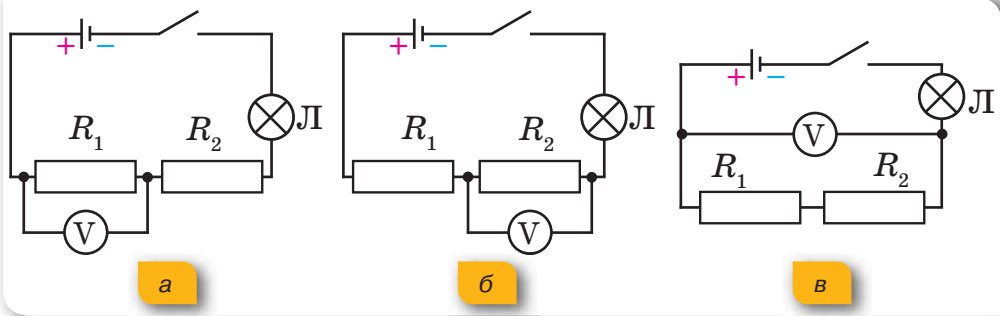 + − + −
+ −
Л Л Л
R₁ R₂ R₁ R₂
V
R₁ R₂
V V
а б в